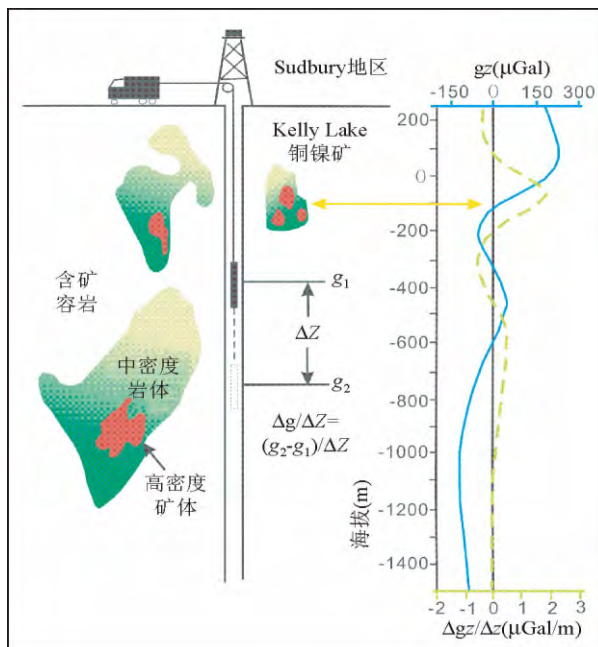 Sudbury地区
Kelly Lake
铜镍矿
含矿
容岩
中密度
岩体
高密度
矿体
g₁
ΔZ
g₂
Δg/ΔZ=
(g₂-g₁)/ΔZ
gz(μGal)
-150 0 150 300
200
0
-200
-400
-600
-800
-1000
-1200
-1400
海拔(m)
-2 -1 0 1 2 3
Δgz/Δz(μGal/m)